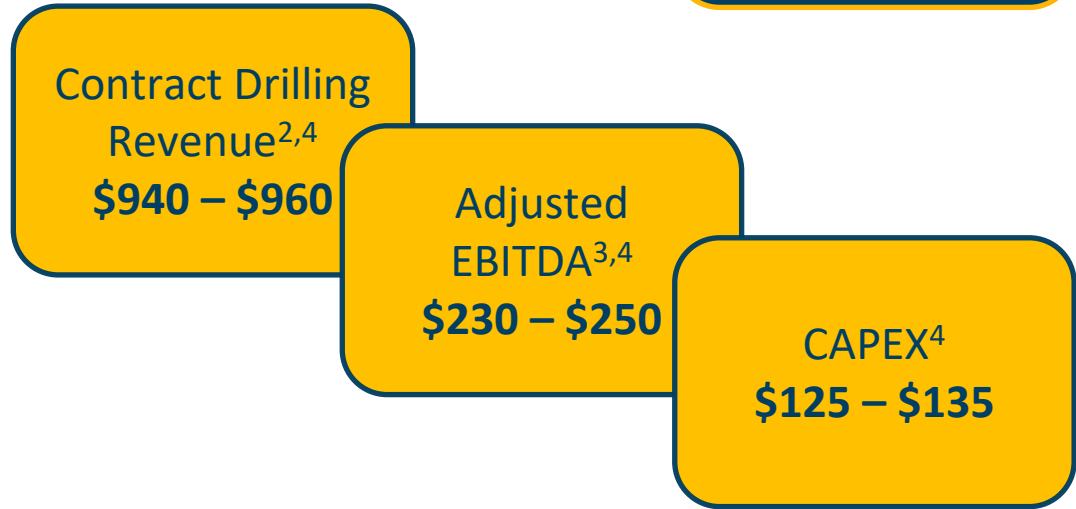 Contract Drilling
Revenue2,4
$940 – $960
Adjusted
EBITDA3,4
$230 – $250
CAPEX4
$125 – $135